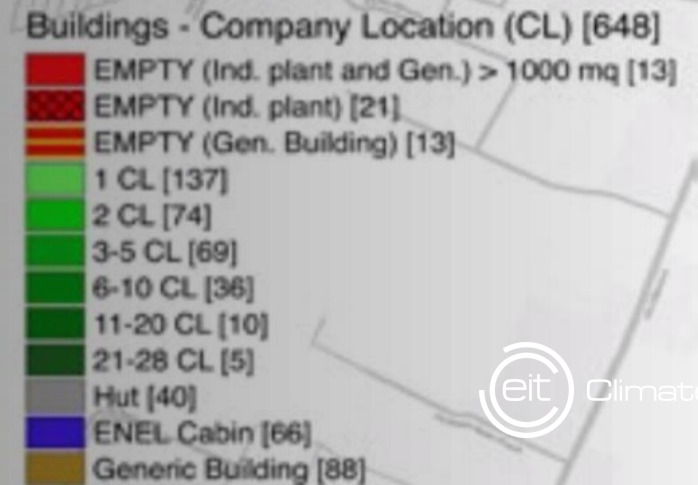 Buildings - Company Location (CL) [648]
EMPTY (Ind. plant and Gen.) > 1000 mq [13]
EMPTY (Ind. plant) [21]
EMPTY (Gen. Building) [13]
1 CL [137]
2 CL [74]
3-5 CL [69]
6-10 CL [36]
11-20 CL [10]
21-28 CL [5]
Hut [40]
eit Climate
ENEL Cabin [66]
Generic Building [88]